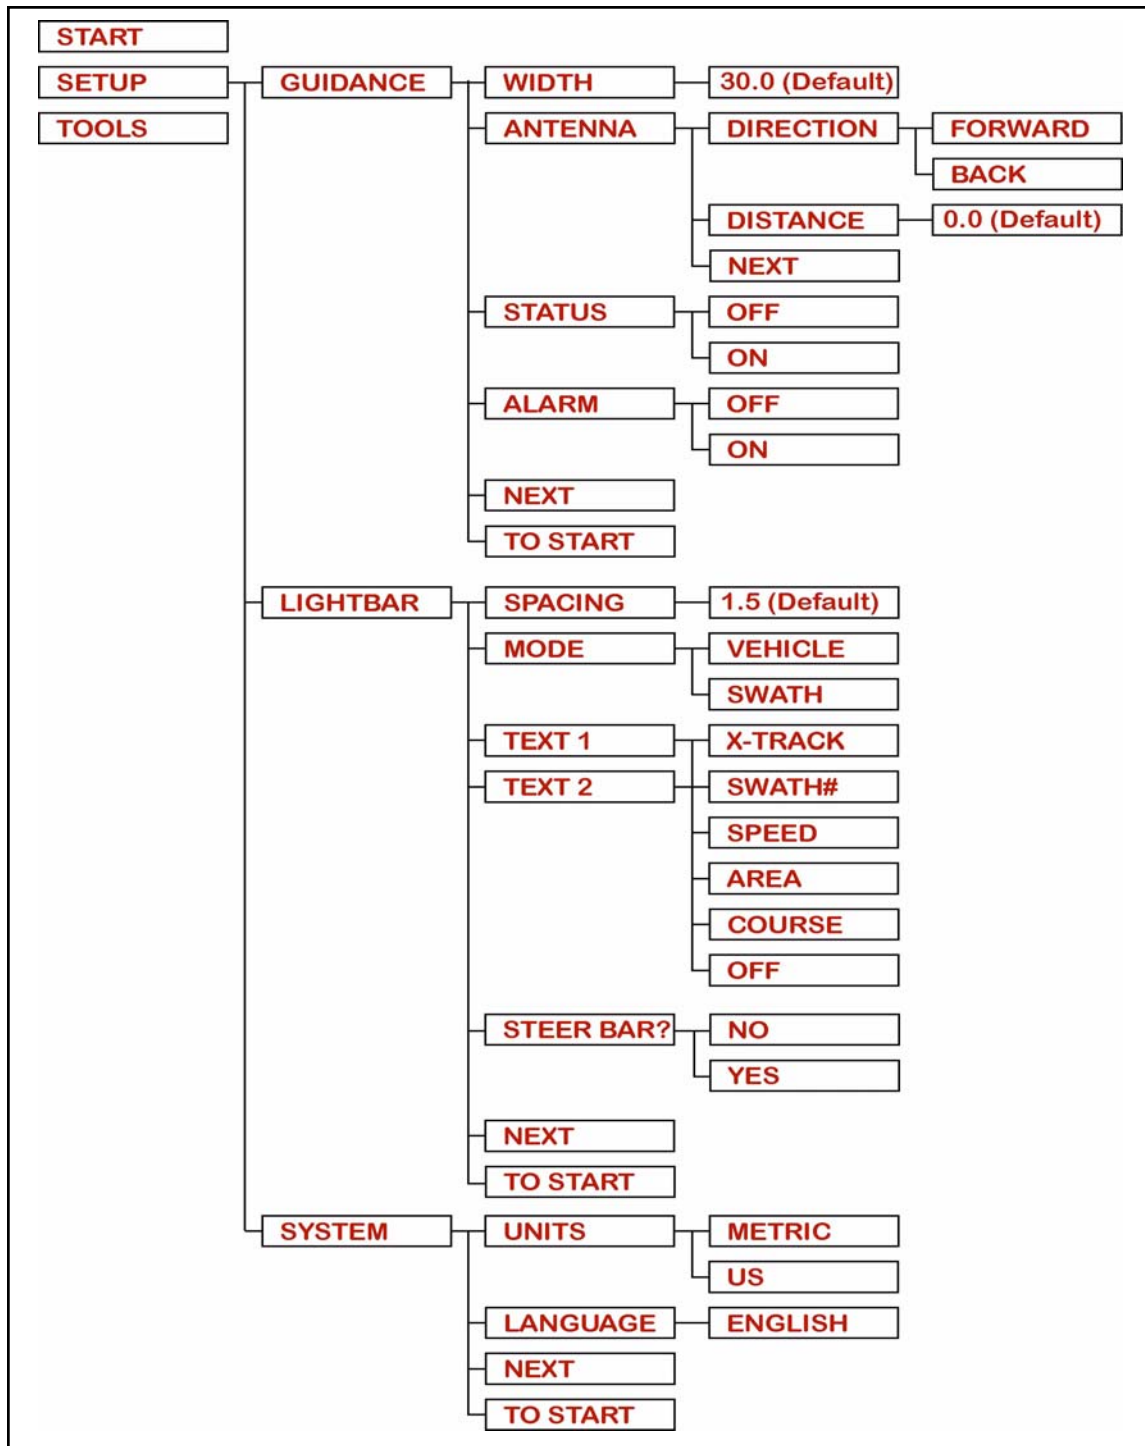 START
SETUP GUIDANCE WIDTH 30.0 (Default)
TOOLS ANTENNA DIRECTION FORWARD
BACK
DISTANCE 0.0 (Default)
NEXT
STATUS OFF
ON
ALARM OFF
ON
NEXT
TO START
LIGHTBAR SPACING 1.5 (Default)
MODE VEHICLE
SWATH
TEXT 1 X-TRACK
TEXT 2 SWATH#
SPEED
AREA
COURSE
OFF
STEER BAR? NO
YES
NEXT
TO START
SYSTEM UNITS METRIC
US
LANGUAGE ENGLISH
NEXT
TO START